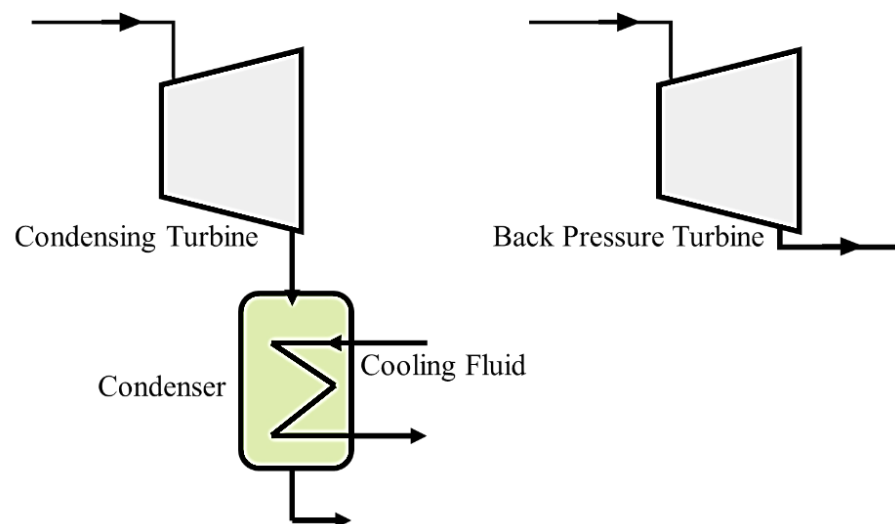 Condensing Turbine
Back Pressure Turbine
Cooling Fluid
Condenser